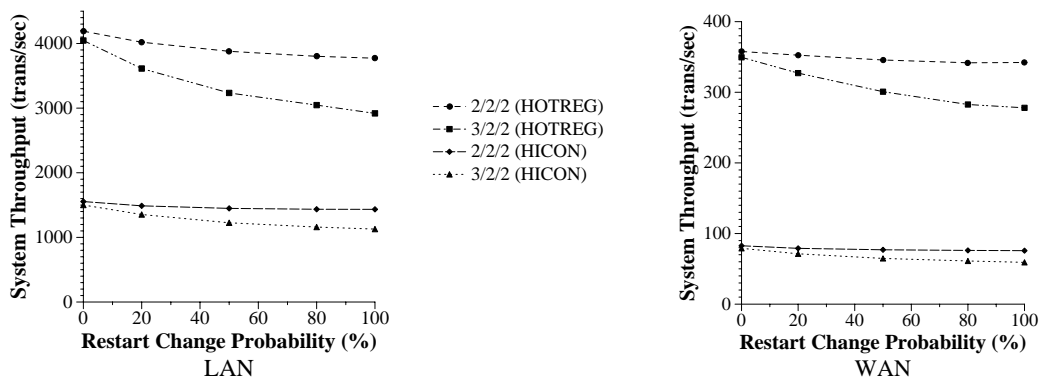 System Throughput (trans/sec)
4000
3000
2000
1000
0
0 20 40 60 80 100
Restart Change Probability (%)
LAN
2/2/2 (HOTREG)
3/2/2 (HOTREG)
2/2/2 (HICON)
3/2/2 (HICON)
System Throughput (trans/sec)
400
300
200
100
0
0 20 40 60 80 100
Restart Change Probability (%)
WAN